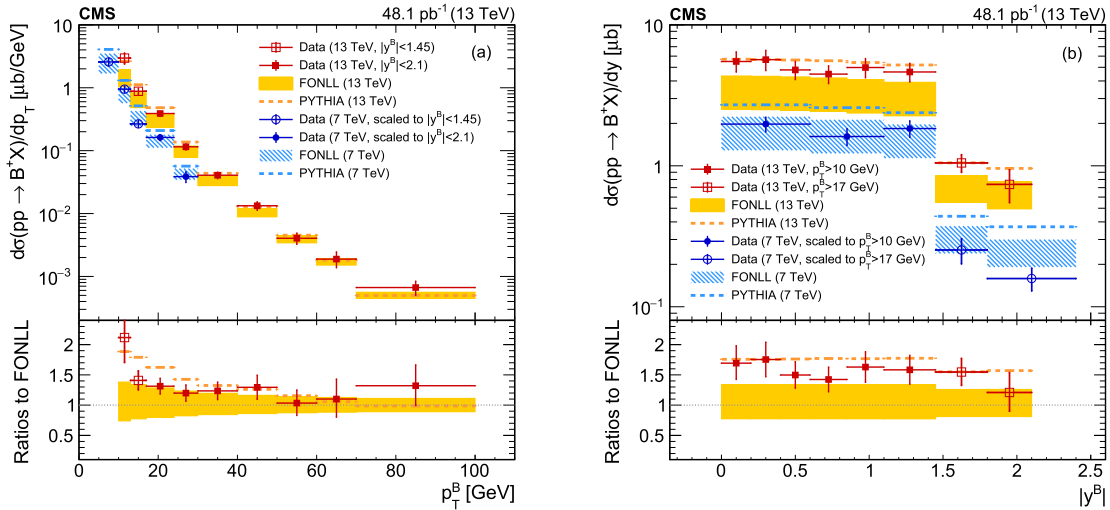 CMS 48.1 pb⁻¹ (13 TeV)
(a)
dσ(pp → B⁺X)/dp_T [μb/GeV]
10
1
10⁻¹
10⁻²
10⁻³
Data (13 TeV, |y^B|<1.45)
Data (13 TeV, |y^B|<2.1)
FONLL (13 TeV)
PYTHIA (13 TeV)
Data (7 TeV, scaled to |y^B|<1.45)
Data (7 TeV, scaled to |y^B|<2.1)
FONLL (7 TeV)
PYTHIA (7 TeV)
Ratios to FONLL
2
1.5
1
0.5
0 20 40 60 80 100
p_T^B [GeV]
CMS 48.1 pb⁻¹ (13 TeV)
(b)
dσ(pp → B⁺X)/dy [μb]
10
1
10⁻¹
Data (13 TeV, p_T^B>10 GeV)
Data (13 TeV, p_T^B>17 GeV)
FONLL (13 TeV)
PYTHIA (13 TeV)
Data (7 TeV, scaled to p_T^B>10 GeV)
Data (7 TeV, scaled to p_T^B>17 GeV)
FONLL (7 TeV)
PYTHIA (7 TeV)
Ratios to FONLL
2
1.5
1
0.5
0 0.5 1 1.5 2 2.5
|y^B|